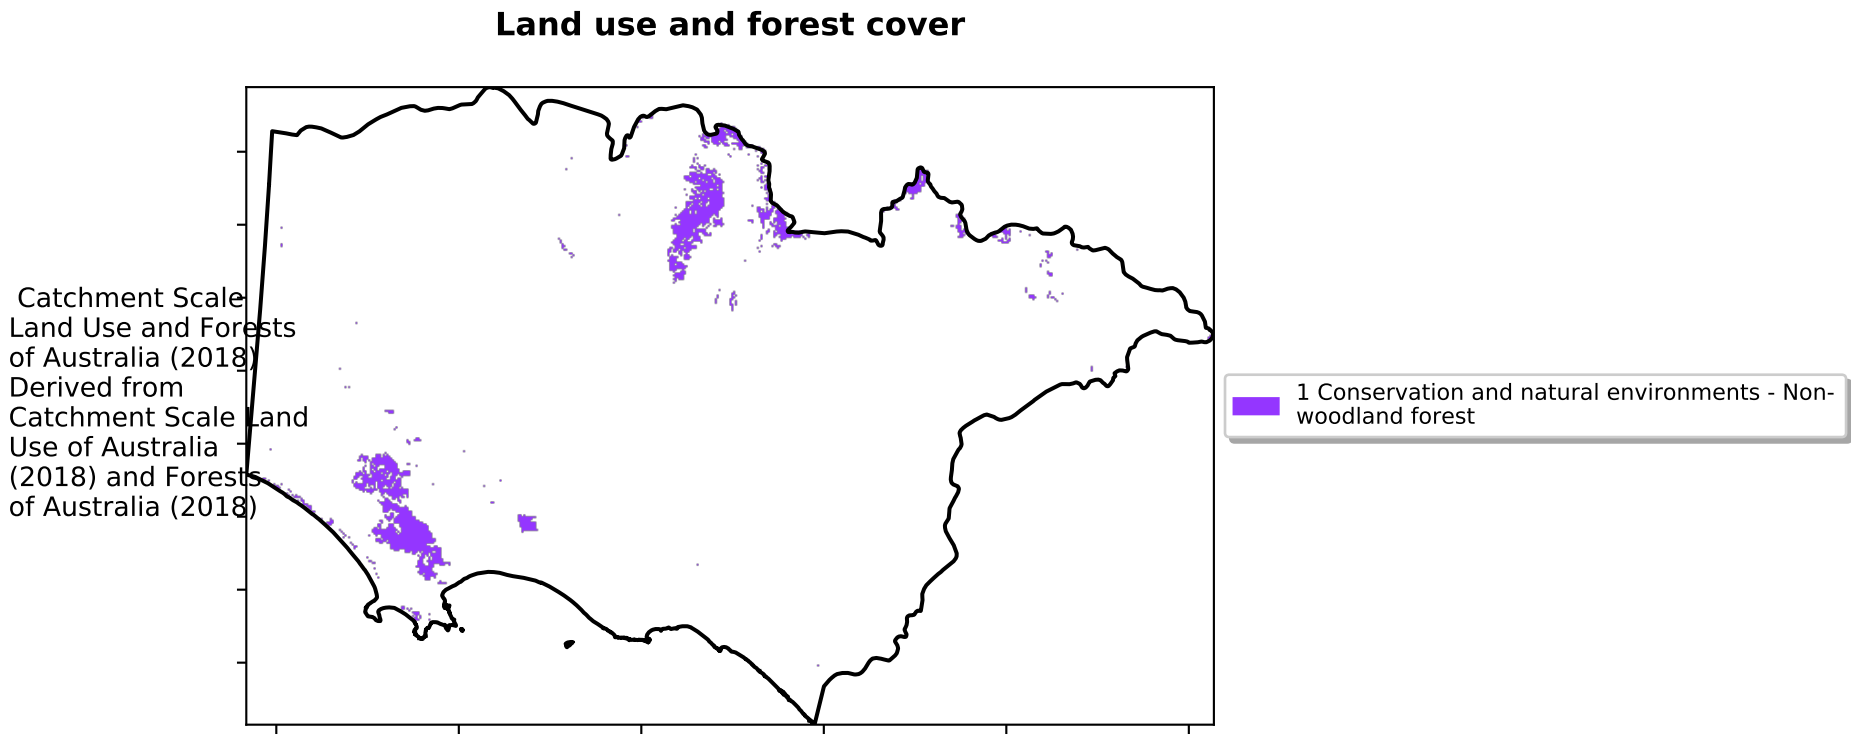 Land use and forest cover
Catchment Scale
Land Use and Forests
of Australia (2018)
Derived from
Catchment Scale Land
Use of Australia
(2018) and Forests
of Australia (2018)
1 Conservation and natural environments - Non-
woodland forest